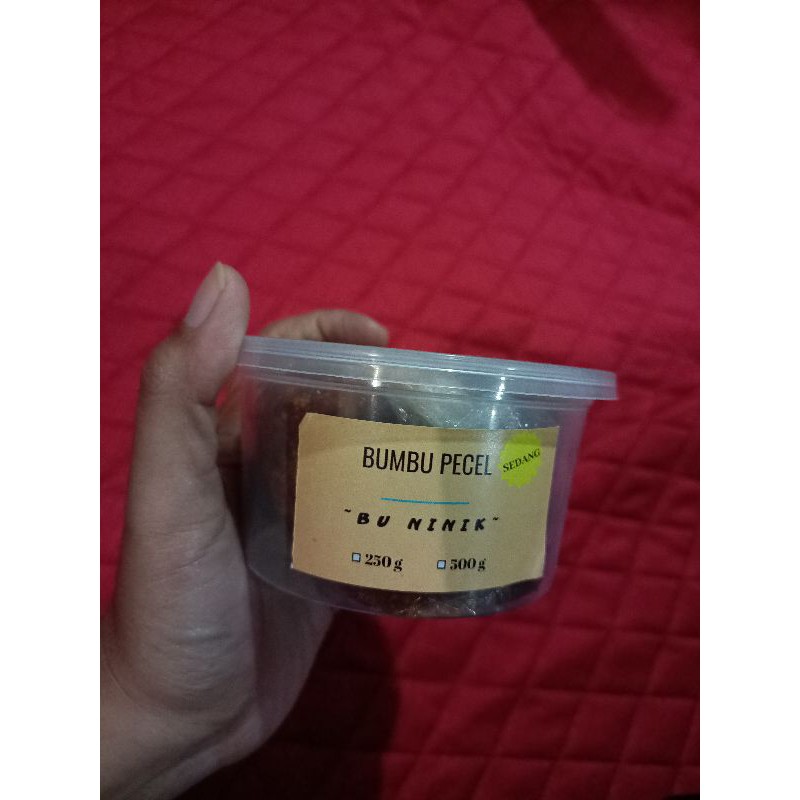 BUMBU PECEL
SEDANG
~BU NINIK~
250 g
500 g